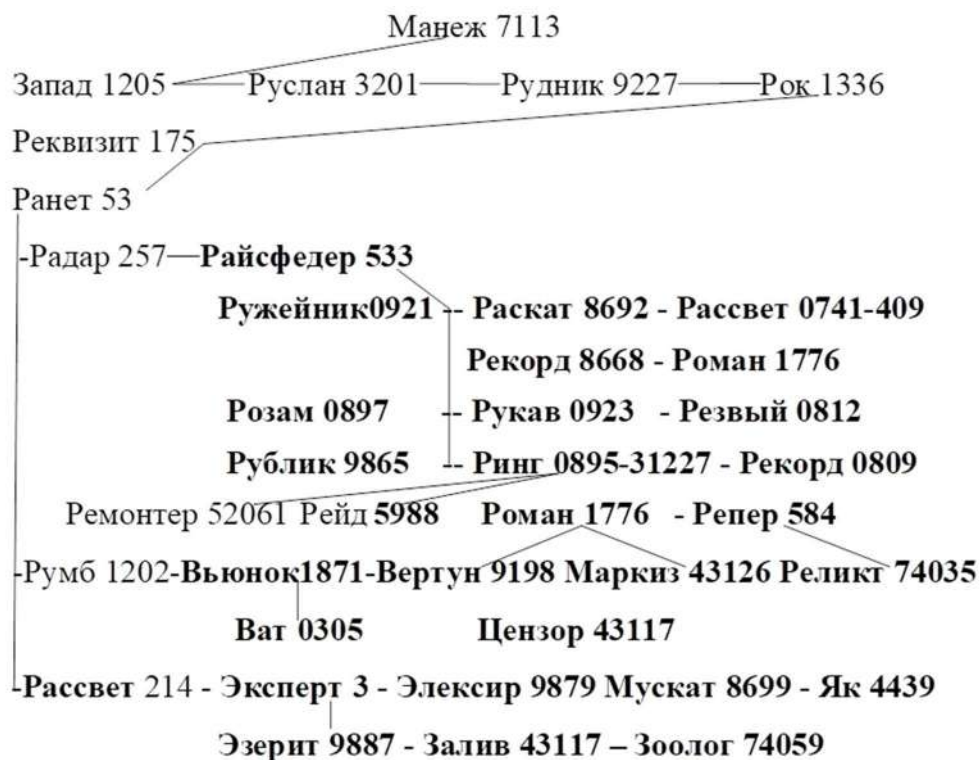 Манеж 7113
Запад 1205 Руслан 3201 Рудник 9227 Рок 1336
Реквизит 175
Ранет 53
-Радар 257 Райсфедер 533
Ружейник0921 -- Раскат 8692 - Рассвет 0741-409
Рекорд 8668 - Роман 1776
Розам 0897 -- Рукав 0923 - Резвый 0812
Рублик 9865 -- Ринг 0895-31227 - Рекорд 0809
Ремонтер 52061 Рейд 5988 Роман 1776 - Репер 584
-Румб 1202-Вьюнок1871-Вертун 9198 Маркиз 43126 Реликт 74035
Ват 0305 Цензор 43117
-Рассвет 214 - Эксперт 3 - Элексир 9879 Мускат 8699 - Як 4439
Эзерит 9887 - Залив 43117 – Зоолог 74059